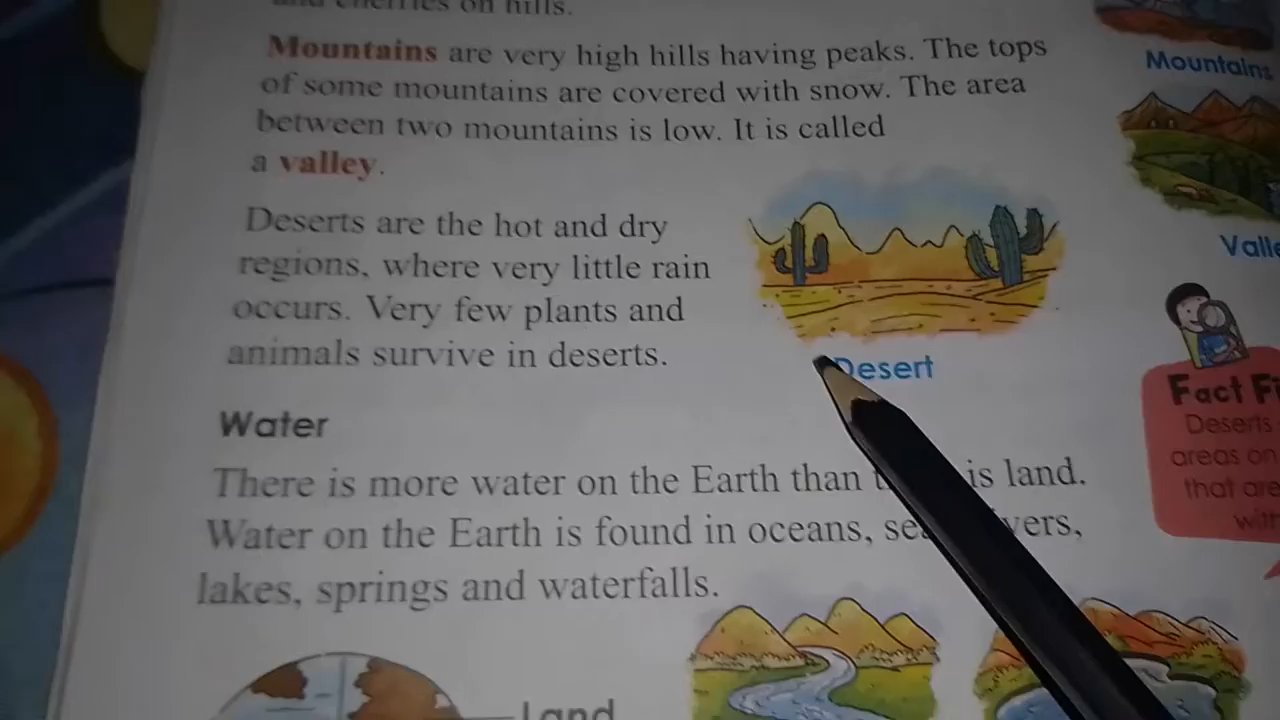 and cherries on hills.
Mountains are very high hills having peaks. The tops
of some mountains are covered with snow. The area
between two mountains is low. It is called
a valley.
Mountains
Deserts are the hot and dry
regions, where very little rain
occurs. Very few plants and
animals survive in deserts.
Desert
Water
There is more water on the Earth than is land.
Water on the Earth is found in oceans,
lakes, springs and waterfalls.
Land
Fact
Deserts
areas on
that are